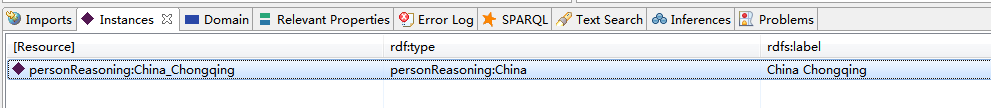 Imports Instances Domain Relevant Properties Error Log SPARQL Text Search Inferences Problems
[Resource] rdf:type rdfs:label
personReasoning:China_Chongqing personReasoning:China China Chongqing